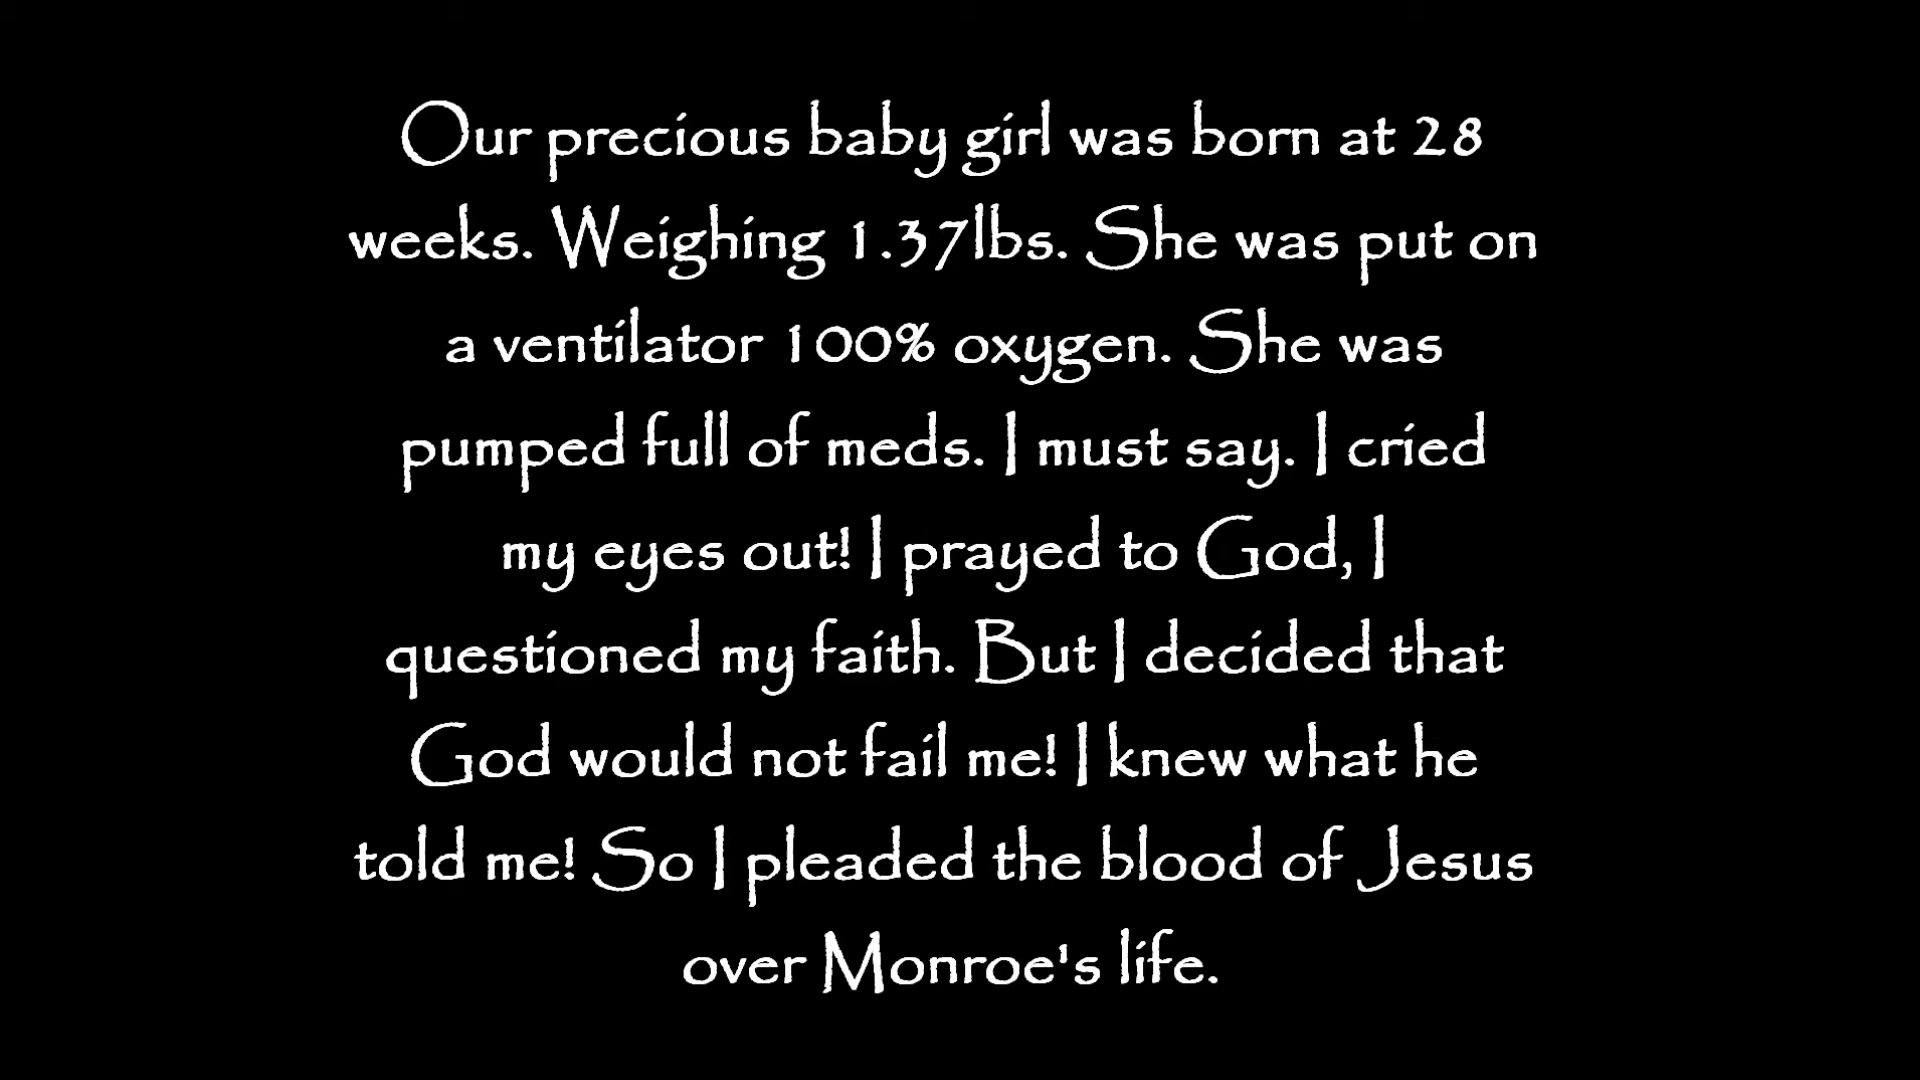 Our precious baby girl was born at 28
weeks. Weighing 1.37lbs. She was put on
a ventilator 100% oxygen. She was
pumped full of meds. I must say. I cried
my eyes out! I prayed to God, I
questioned my faith. But I decided that
God would not fail me! I knew what he
told me! So I pleaded the blood of Jesus
over Monroe's life.